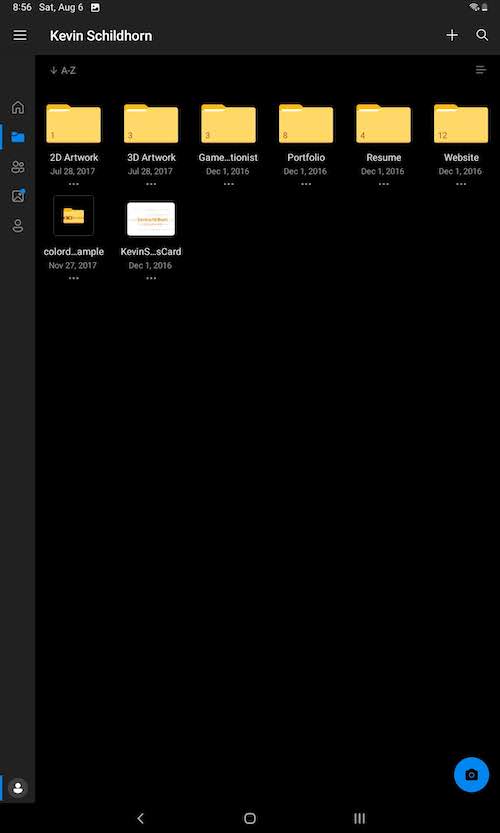 8:56 Sat, Aug 6
Kevin Schildhorn
A-Z
1 3 3 8 4 12
2D Artwork 3D Artwork Game...tionist Portfolio Resume Website
Jul 28, 2017 Jul 28, 2017 Dec 1, 2016 Dec 1, 2016 Dec 1, 2016 Dec 1, 2016
colord...ample KevinS...sCard
Nov 27, 2017 Dec 1, 2016